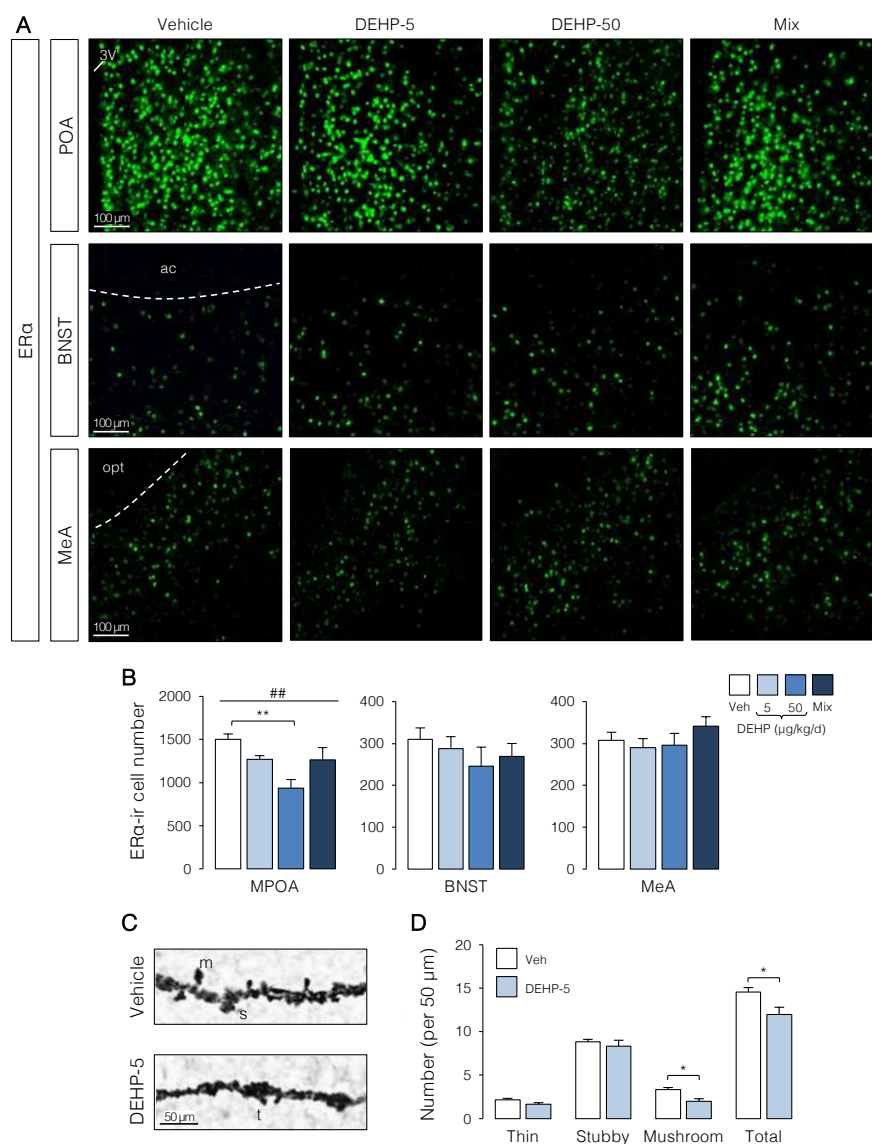 A
Vehicle DEHP-5 DEHP-50 Mix
ERα
POA
3V
100 µm
BNST
ac
100 µm
MeA
opt
100 µm
B
Veh 5 50 Mix
DEHP (µg/kg/d)
ERα-ir cell number
2000
1500
1000
500
0
##
**
MPOA
400
300
200
100
0
BNST
400
300
200
100
0
MeA
C
Vehicle
m
s
DEHP-5
50 µm
t
D
Number (per 50 µm)
20
15
10
5
0
Veh
DEHP-5
*
*
Thin Stubby Mushroom Total